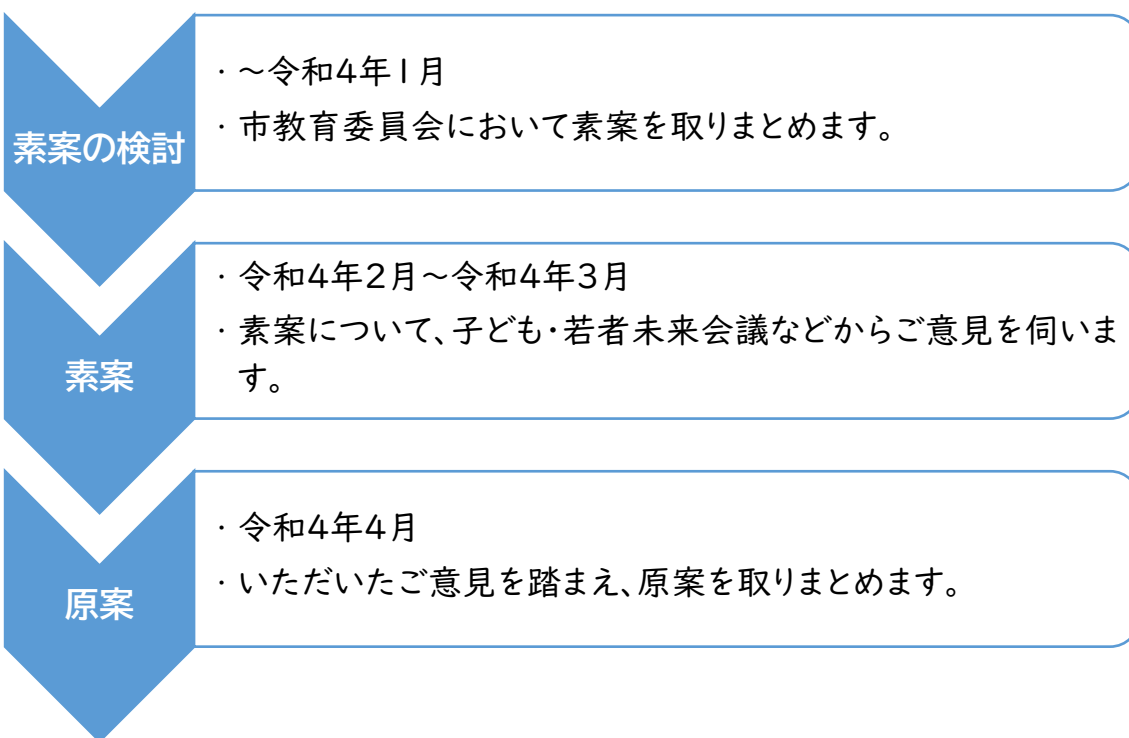 素案の検討
・～令和4年1月
・市教育委員会において素案を取りまとめます。
素案
・令和4年2月～令和4年3月
・素案について、子ども・若者未来会議などからご意見を伺いま
す。
原案
・令和4年4月
・いただいたご意見を踏まえ、原案を取りまとめます。